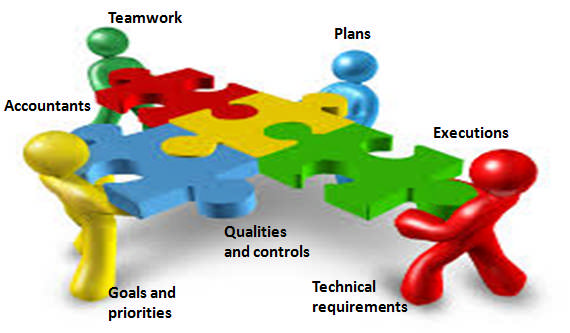 Teamwork
Plans
Accountants
Executions
Qualities
and controls
Goals and
priorities
Technical
requirements